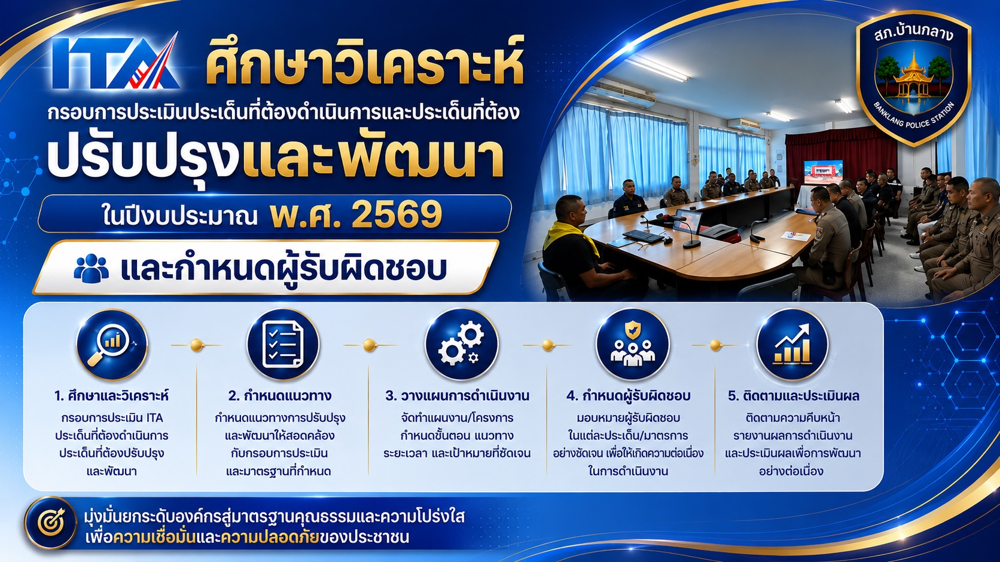 ITA ศึกษาวิเคราะห์
กรอบการประเมินประเด็นที่ต้องดำเนินการและประเด็นที่ต้อง
ปรับปรุงและพัฒนา
ในปีงบประมาณ พ.ศ. 2569
และกำหนดผู้รับผิดชอบ
สภ.บ้านกลาง
BANKLANG POLICE STATION
1. ศึกษาและวิเคราะห์
กรอบการประเมิน ITA
ประเด็นที่ต้องดำเนินการ
ประเด็นที่ต้องปรับปรุง
และพัฒนา
2. กำหนดแนวทาง
กำหนดแนวทางการปรับปรุง
และพัฒนาให้สอดคล้อง
กับกรอบการประเมิน
และมาตรฐานที่กำหนด
3. วางแผนการดำเนินงาน
จัดทำแผนงาน/โครงการ
กำหนดขั้นตอน แนวทาง
ระยะเวลา และเป้าหมายที่ชัดเจน
4. กำหนดผู้รับผิดชอบ
มอบหมายผู้รับผิดชอบ
ในแต่ละประเด็น/มาตรการ
อย่างชัดเจน เพื่อให้เกิดความต่อเนื่อง
ในการดำเนินงาน
5. ติดตามและประเมินผล
ติดตามความคืบหน้า
รายงานผลการดำเนินงาน
และประเมินผลเพื่อการพัฒนา
อย่างต่อเนื่อง
มุ่งมั่นยกระดับองค์กรสู่มาตรฐานคุณธรรมและความโปร่งใส
เพื่อความเชื่อมั่นและความปลอดภัยของประชาชน